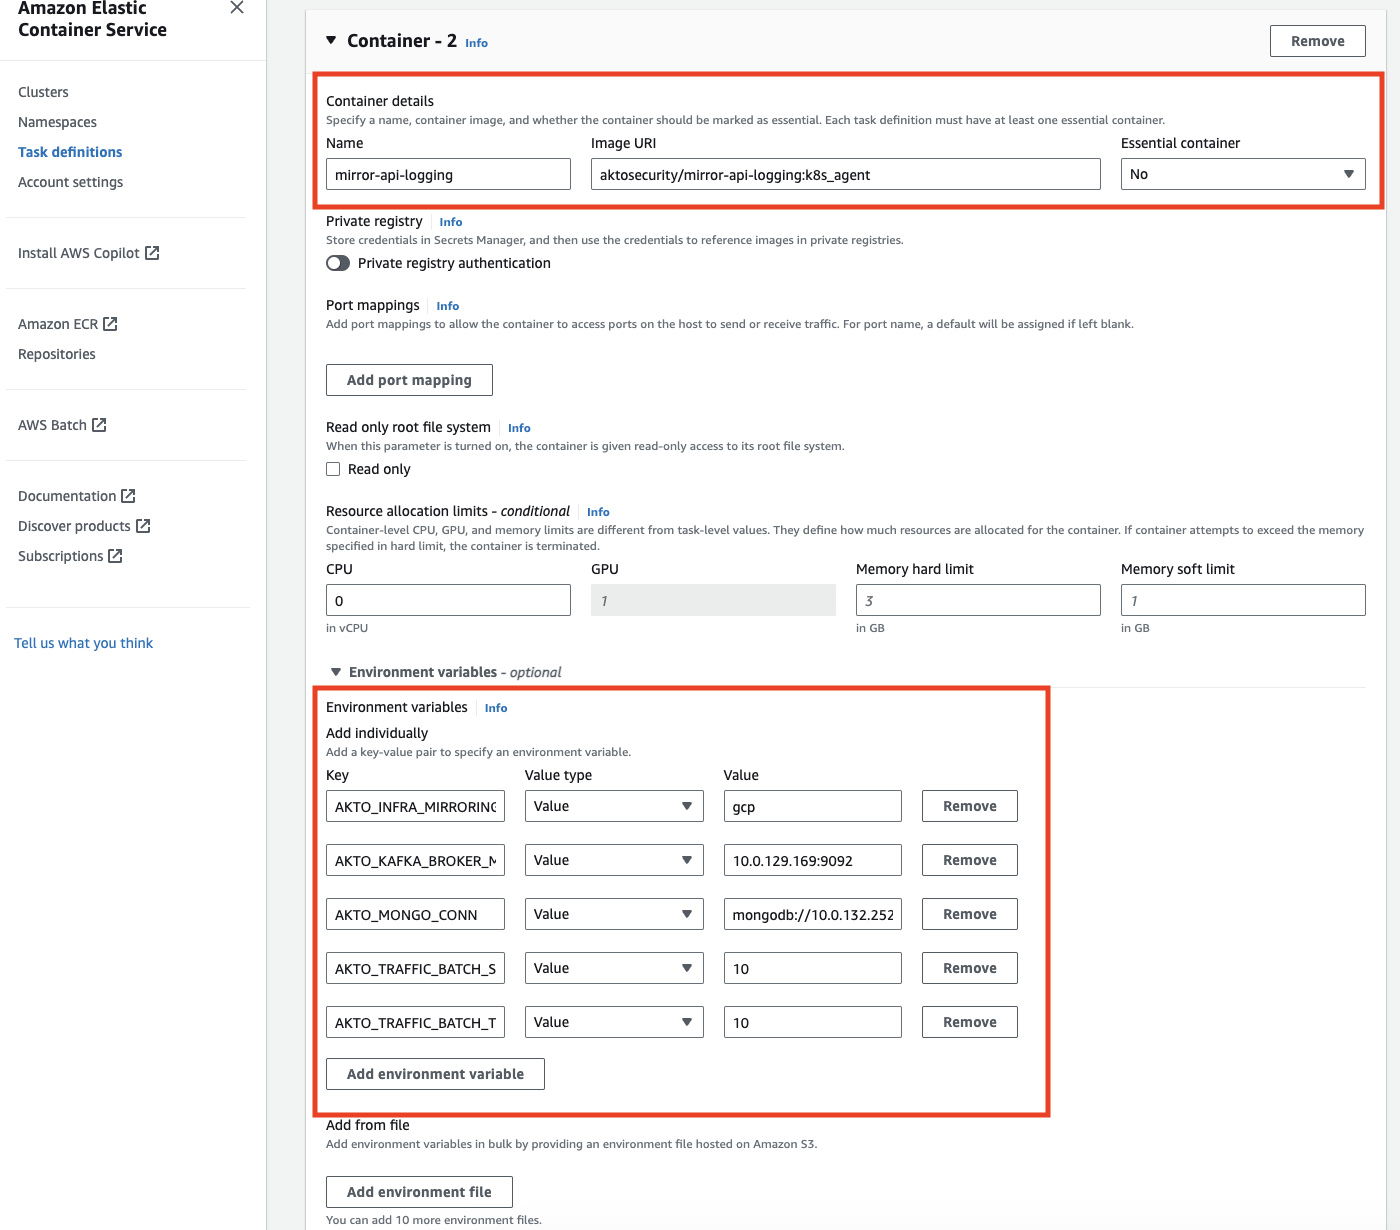 Amazon Elastic
Container Service
Clusters
Namespaces
Task definitions
Account settings
Install AWS Copilot
Amazon ECR
Repositories
AWS Batch
Documentation
Discover products
Subscriptions
Tell us what you think
Container - 2 Info
Remove
Container details
Specify a name, container image, and whether the container should be marked as essential. Each task definition must have at least one essential container.
Name Image URI Essential container
mirror-api-logging aktosecurity/mirror-api-logging:k8s_agent No
Private registry Info
Store credentials in Secrets Manager, and then use the credentials to reference images in private registries.
Private registry authentication
Port mappings Info
Add port mappings to allow the container to access ports on the host to send or receive traffic. For port name, a default will be assigned if left blank.
Add port mapping
Read only root file system Info
When this parameter is turned on, the container is given read-only access to its root file system.
Read only
Resource allocation limits - conditional Info
Container-level CPU, GPU, and memory limits are different from task-level values. They define how much resources are allocated for the container. If container attempts to exceed the memory
specified in hard limit, the container is terminated.
CPU GPU Memory hard limit Memory soft limit
0 1 3 1
in vCPU in GB in GB
Environment variables - optional
Environment variables Info
Add individually
Add a key-value pair to specify an environment variable.
Key Value type Value
AKTO_INFRA_MIRRORING Value gcp Remove
AKTO_KAFKA_BROKER_M Value 10.0.129.169:9092 Remove
AKTO_MONGO_CONN Value mongodb://10.0.132.252 Remove
AKTO_TRAFFIC_BATCH_S Value 10 Remove
AKTO_TRAFFIC_BATCH_T Value 10 Remove
Add environment variable
Add from file
Add environment variables in bulk by providing an environment file hosted on Amazon S3.
Add environment file
You can add 10 more environment files.